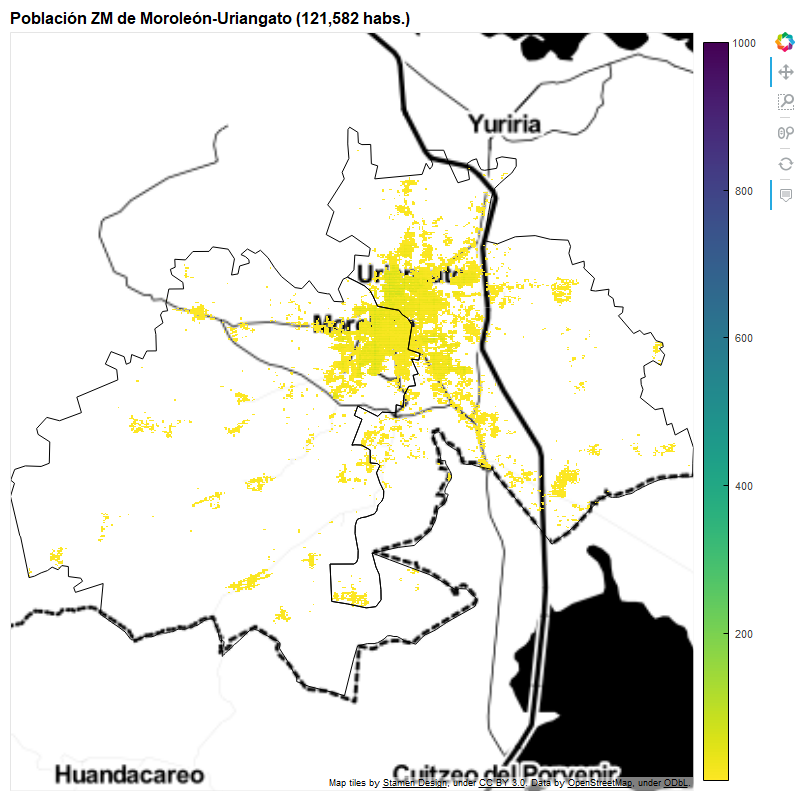 Población ZM de Moroleón-Uriangato (121,582 habs.)
1000
Yuriria
800
600
400
200
Huandacareo
Cuitzeo del Porvenir
Map tiles by Stamen Design, under CC BY 3.0. Data by OpenStreetMap, under ODbL.